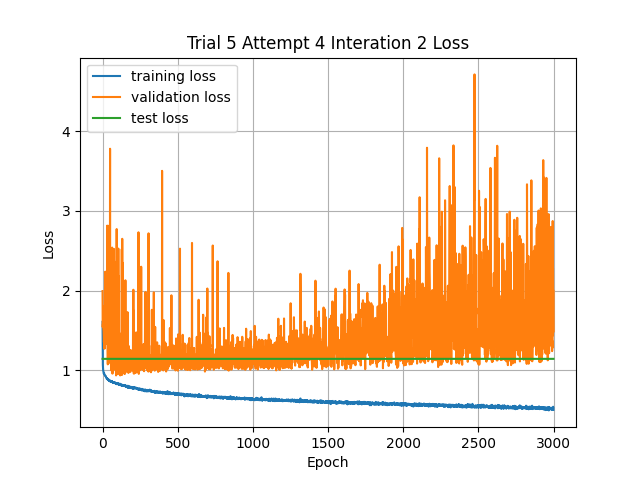 Trial 5 Attempt 4 Interation 2 Loss
training loss
validation loss
test loss
4
3
2
1
Loss
0 500 1000 1500 2000 2500 3000
Epoch